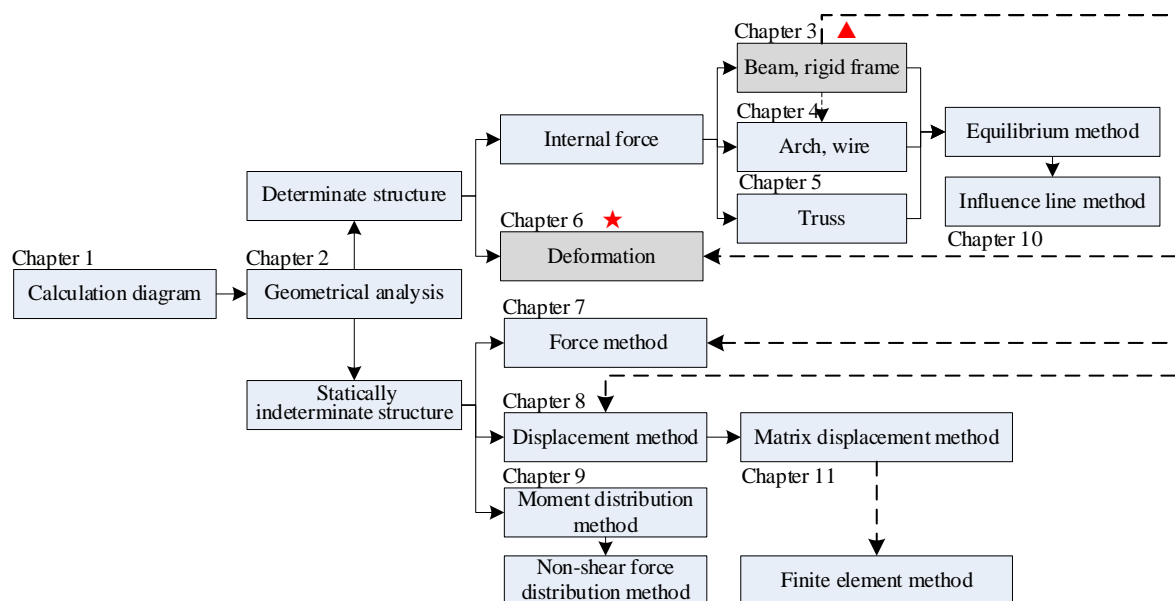 Chapter 3
Beam, rigid frame
Chapter 4
Internal force
Arch, wire
Equilibrium method
Chapter 5
Determinate structure
Truss
Influence line method
Chapter 6
Chapter 10
Deformation
Chapter 1
Chapter 2
Calculation diagram
Geometrical analysis
Chapter 7
Force method
Statically
indeterminate structure
Chapter 8
Displacement method
Matrix displacement method
Chapter 9
Chapter 11
Moment distribution
method
Non-shear force
distribution method
Finite element method